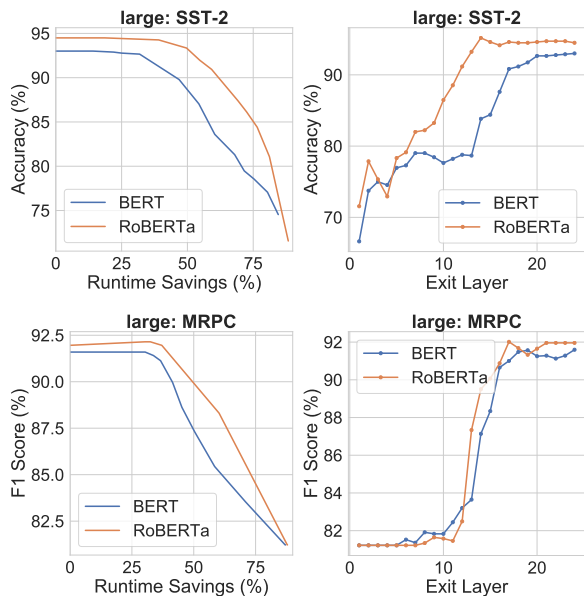 large: SST-2
95
90
85
80
75
Accuracy (%)
BERT
RoBERTa
0
25
50
75
Runtime Savings (%)
large: SST-2
90
80
70
Accuracy (%)
BERT
RoBERTa
0
10
20
Exit Layer
large: MRPC
92.5
90.0
87.5
85.0
82.5
F1 Score (%)
BERT
RoBERTa
0
25
50
75
Runtime Savings (%)
large: MRPC
92
90
88
86
84
82
F1 Score (%)
BERT
RoBERTa
0
10
20
Exit Layer